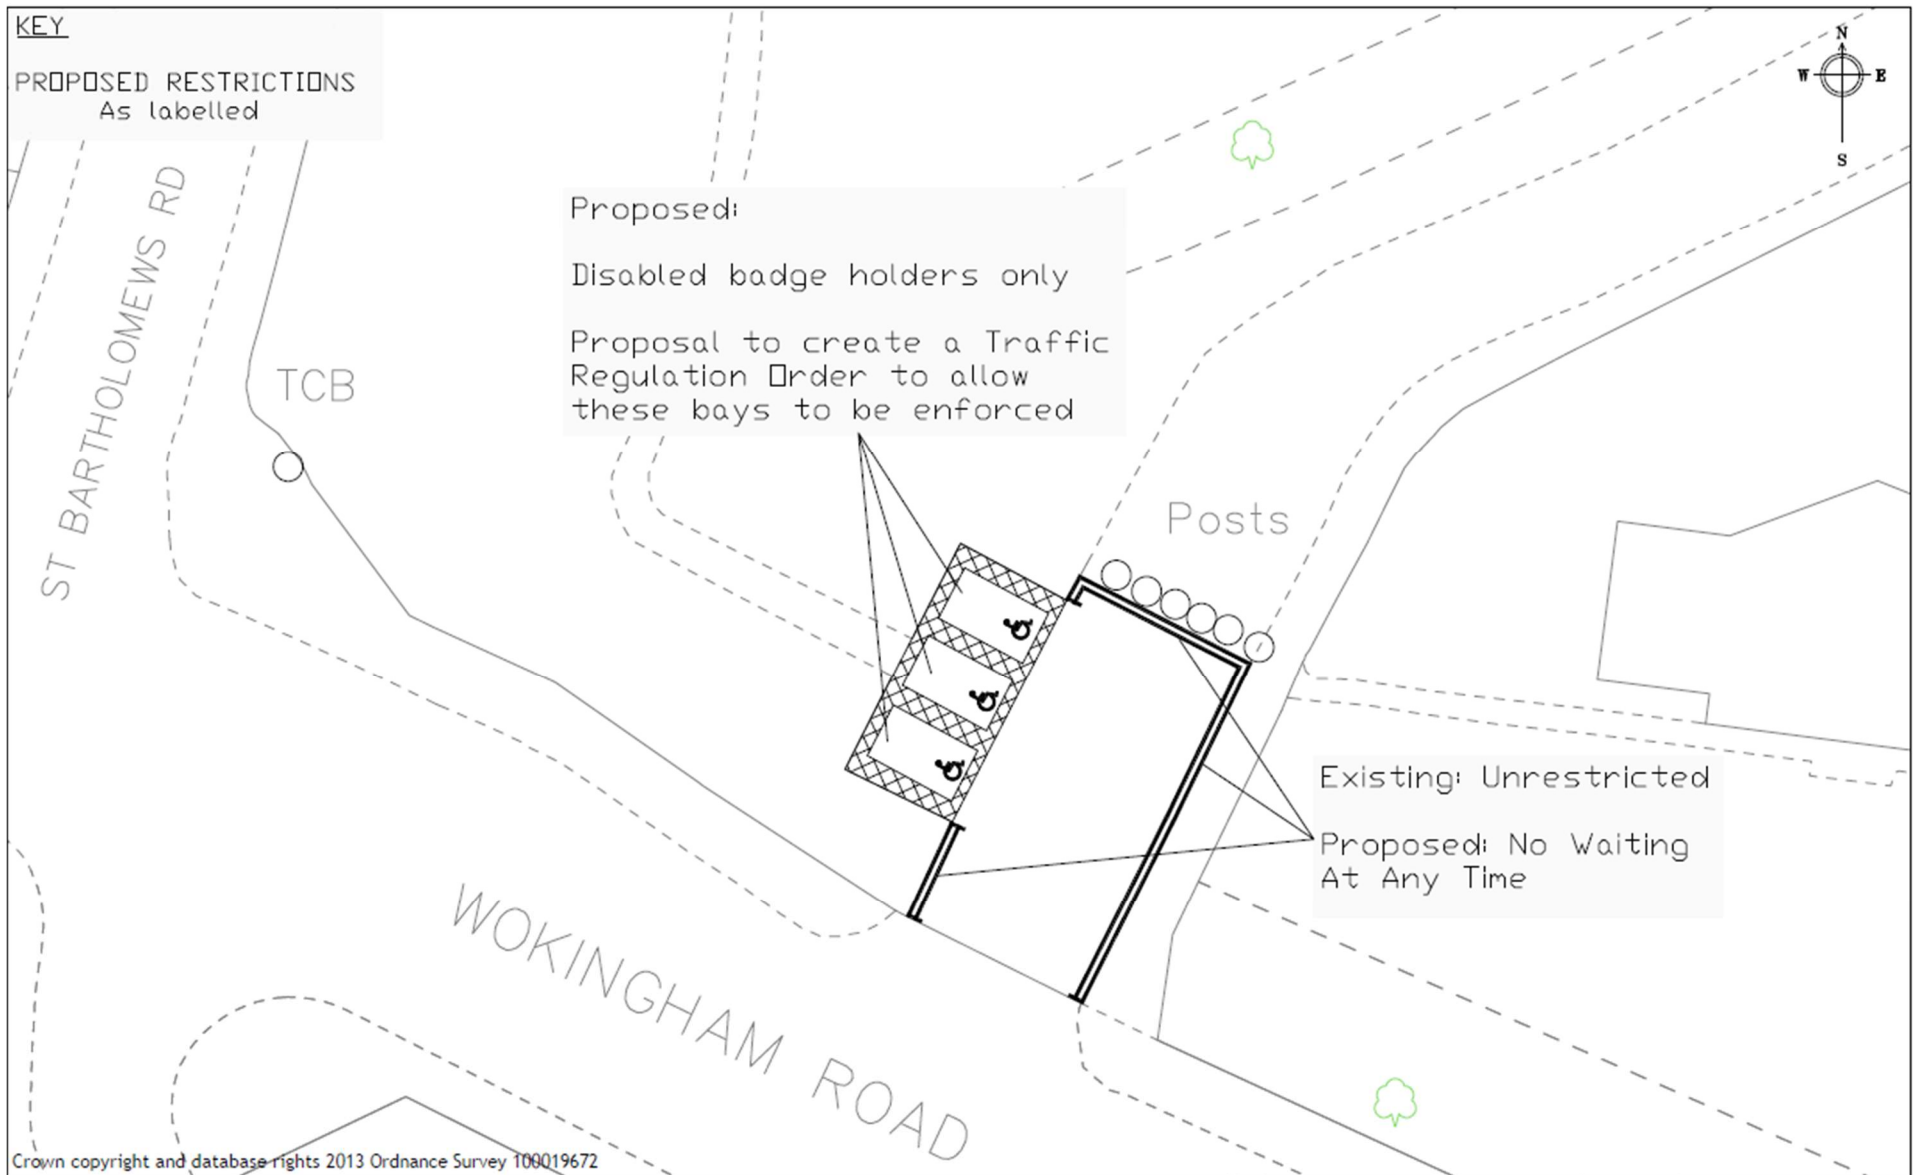 KEY
PROPOSED RESTRICTIONS
As labelled
N
W E
S
ST BARTHOLOMEWS RD
TCB
Proposed:
Disabled badge holders only
Proposal to create a Traffic
Regulation Order to allow
these bays to be enforced
Posts
Existing: Unrestricted
Proposed: No Waiting
At Any Time
WOKINGHAM ROAD
Crown copyright and database rights 2013 Ordnance Survey 100019672